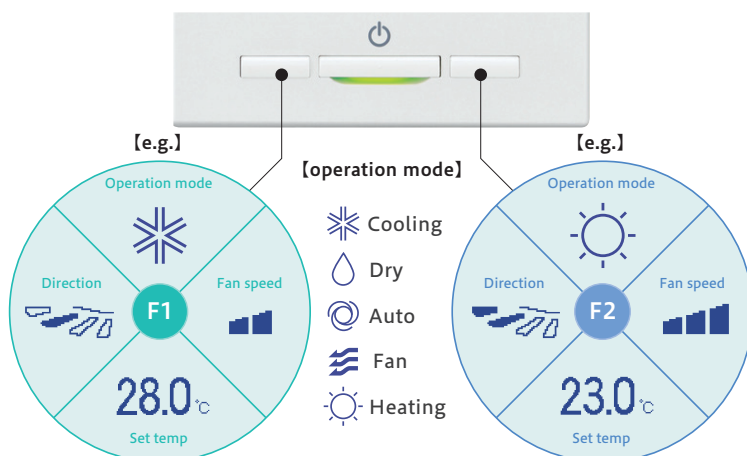 【e.g.】
【e.g.】
【operation mode】
Operation mode
Direction
Fan speed
F1
28.0°C
Set temp
Cooling
Dry
Auto
Fan
Heating
Operation mode
Direction
Fan speed
F2
23.0°C
Set temp